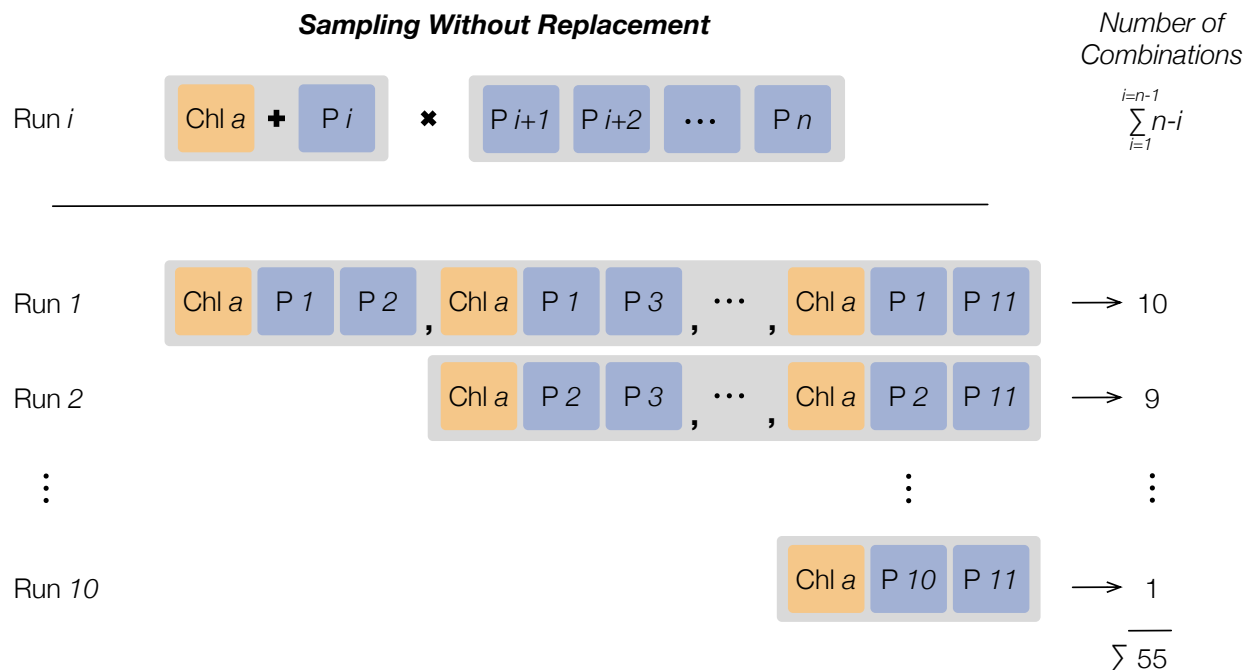 Sampling Without Replacement
Number of
Combinations
Run i
Chl a + P i × P i+1 P i+2 ... P n
i=n-1
∑ n-i
i=1
Run 1
Chl a P 1 P 2 , Chl a P 1 P 3 , ... , Chl a P 1 P 11 → 10
Run 2
Chl a P 2 P 3 , ... , Chl a P 2 P 11 → 9
⋮ ⋮ ⋮
Run 10
Chl a P 10 P 11 → 1
∑ 55